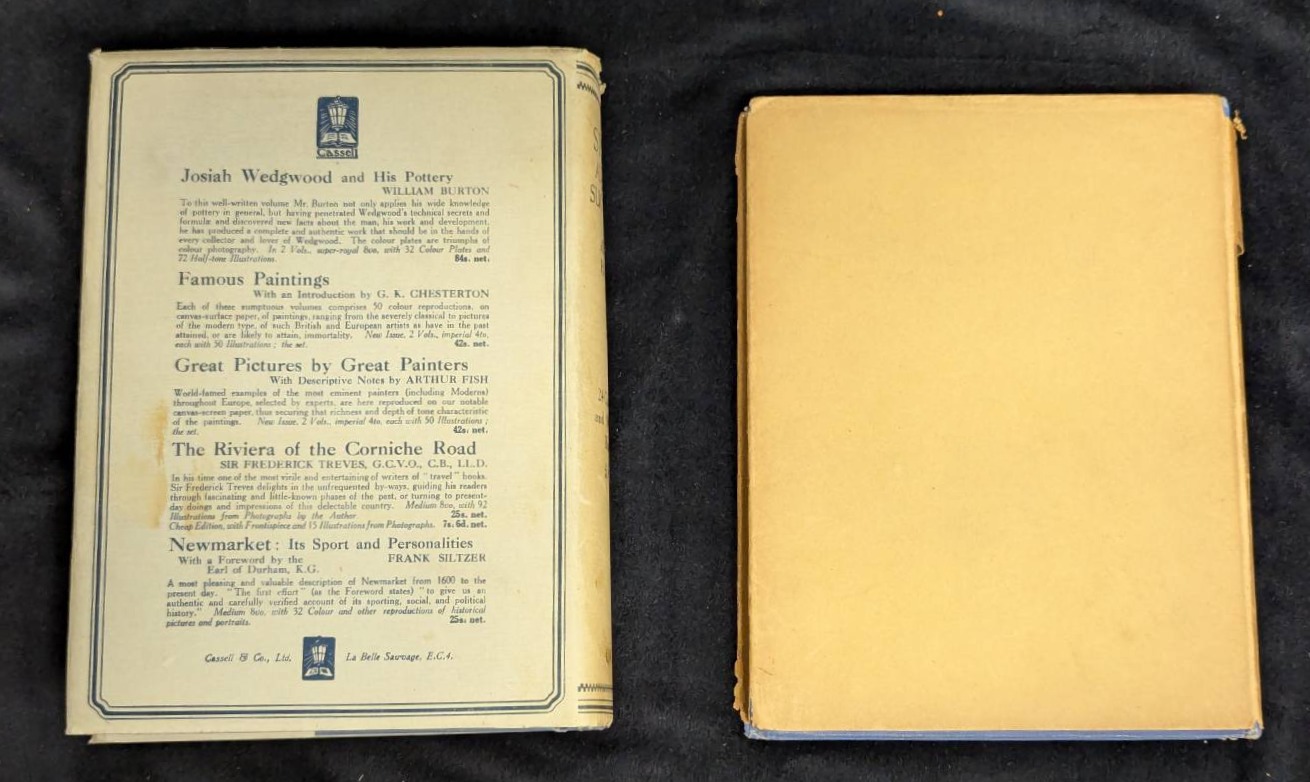 Cassell
Josiah Wedgwood and His Pottery
WILLIAM BURTON
To this well-written volume Mr. Burton not only applies his wide knowledge
of pottery in general, but having penetrated Wedgwood's technical secrets and
formulæ and discovered new facts about the man, his work and development,
he has produced a complete and authentic work that should be in the hands of
every collector and lover of Wedgwood. The colour plates are triumphs of
colour photography. In 2 Vols., super-royal 8vo, with 32 Colour Plates and
72 Half-tone Illustrations. 84s. net.
Famous Paintings
With an Introduction by G. K. CHESTERTON
Each of these sumptuous volumes comprises 50 colour reproductions, on
canvas-surface paper, of paintings, ranging from the severely classical to pictures
of the modern type, of such British and European artists as have in the past
attained, or are likely to attain, immortality. New Issue, 2 Vols., imperial 4to,
each with 50 Illustrations; the set. 42s. net.
Great Pictures by Great Painters
With Descriptive Notes by ARTHUR FISH
World-famed examples of the most eminent painters (including Moderns)
throughout Europe, selected by experts, are here reproduced on our notable
canvas-screen paper, thus securing that richness and depth of tone characteristic
of the paintings. New Issue, 2 Vols., imperial 4to, each with 50 Illustrations;
the set. 42s. net.
The Riviera of the Corniche Road
SIR FREDERICK TREVES, G.C.V.O., C.B., LL.D.
In his time one of the most virile and entertaining of writers of "travel" books.
Sir Frederick Treves delights in the unfrequented by-ways, guiding his readers
through fascinating and little-known phases of the past, or turning to present-
day doings and impressions of this delectable country. Medium 8vo, with 92
Illustrations from Photographs by the Author 25s. net.
Cheap Edition, with Frontispiece and 15 Illustrations from Photographs. 7s. 6d. net.
Newmarket: Its Sport and Personalities
With a Foreword by the FRANK SILTZER
Earl of Durham, K.G.
A most pleasing and valuable description of Newmarket from 1600 to the
present day. "The first effort" (as the Foreword states) "to give us an
authentic and carefully verified account of its sporting, social, and political
history." Medium 8vo, with 32 Colour and other reproductions of historical
pictures and portraits. 25s. net.
Cassell & Co., Ltd. La Belle Sauvage, E.C.4.